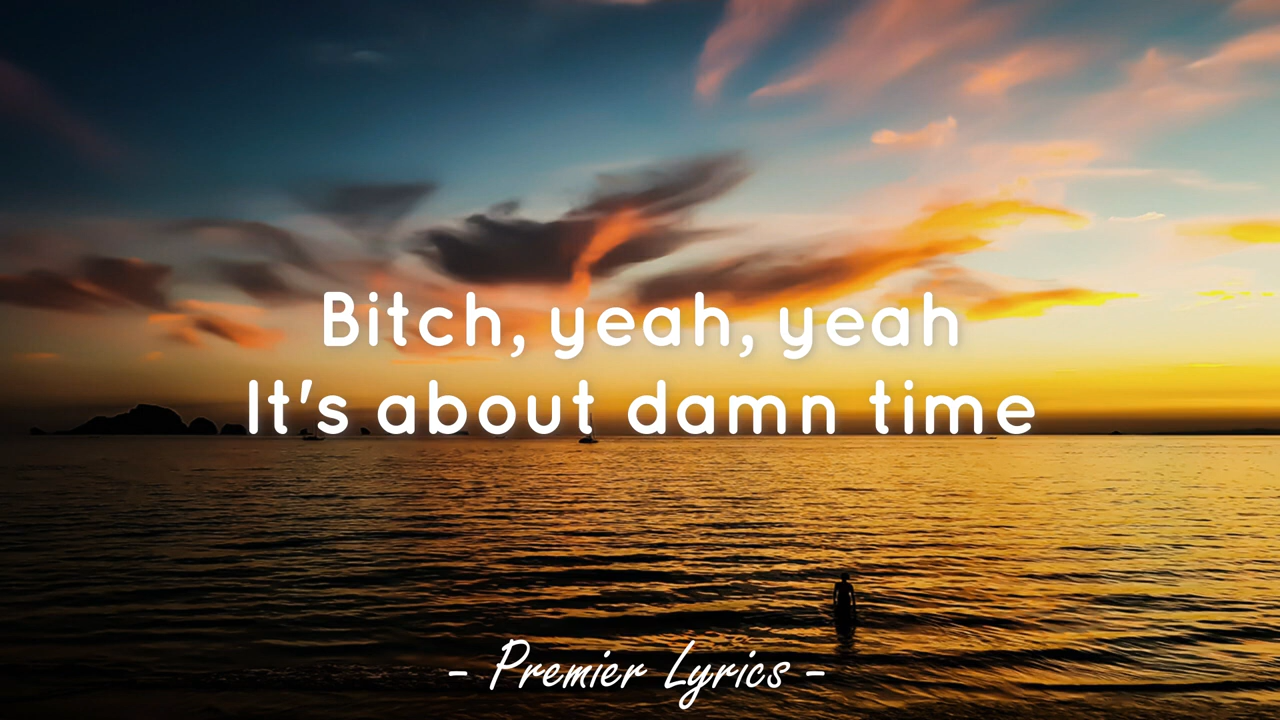 Bitch, yeah, yeah
It's about damn time
- Premier Lyrics -